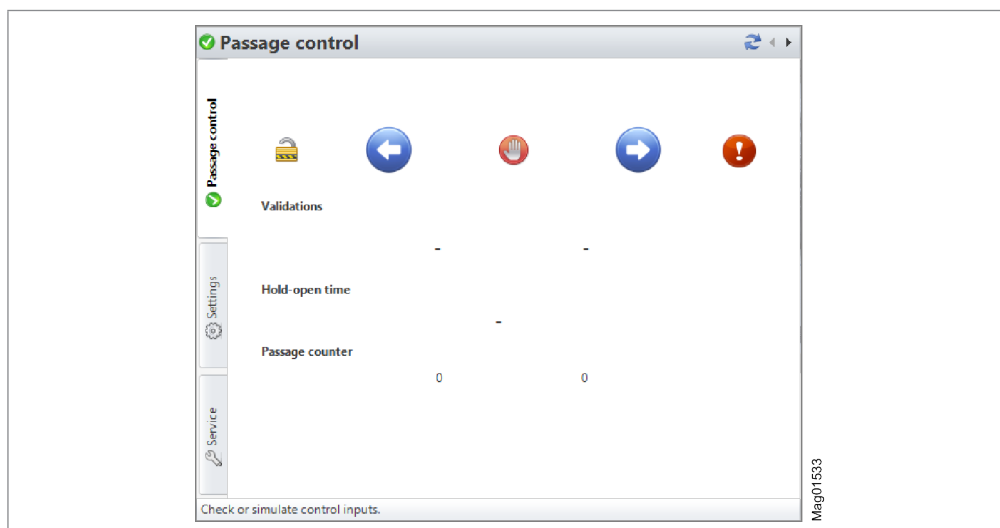 Passage control
Passage control
Validations
- -
Settings
Hold-open time
-
Passage counter
0 0
Service
Check or simulate control inputs.
Mag01533